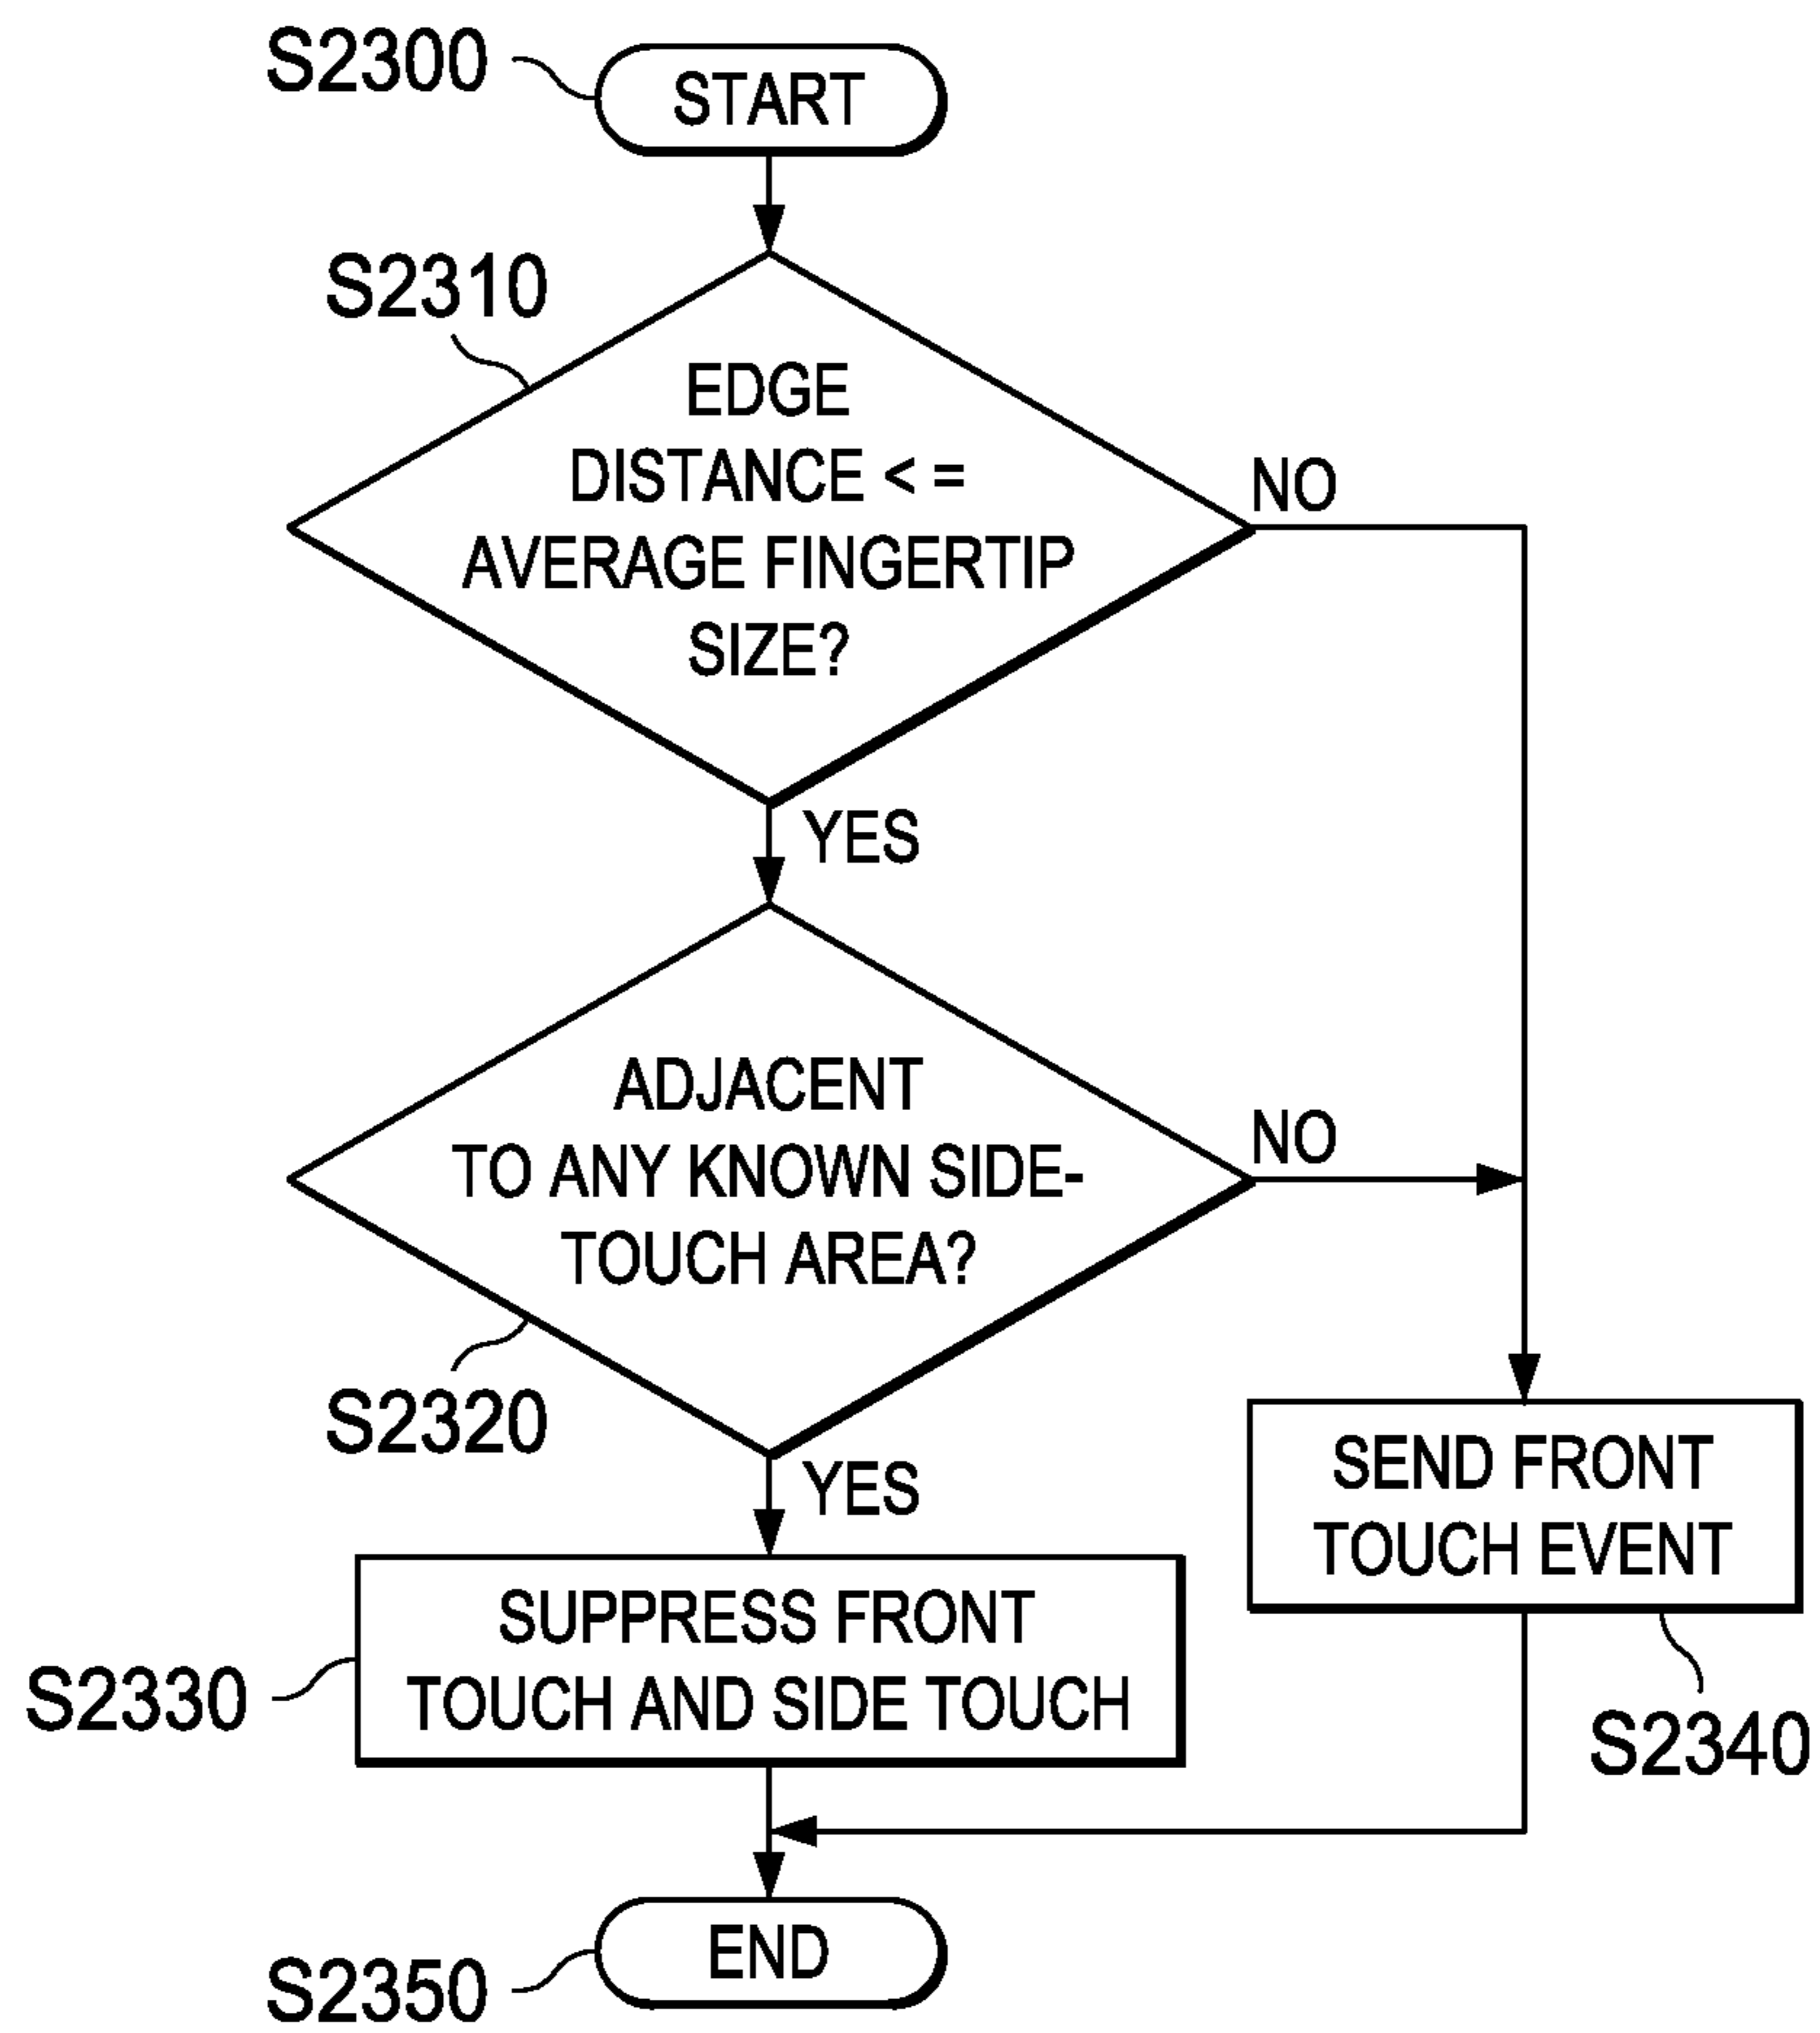 S2300
START
S2310
EDGE
DISTANCE < =
AVERAGE FINGERTIP
SIZE?
NO
YES
ADJACENT
TO ANY KNOWN SIDE-
TOUCH AREA?
NO
S2320
YES
SEND FRONT
TOUCH EVENT
SUPPRESS FRONT
TOUCH AND SIDE TOUCH
S2330
S2340
END
S2350